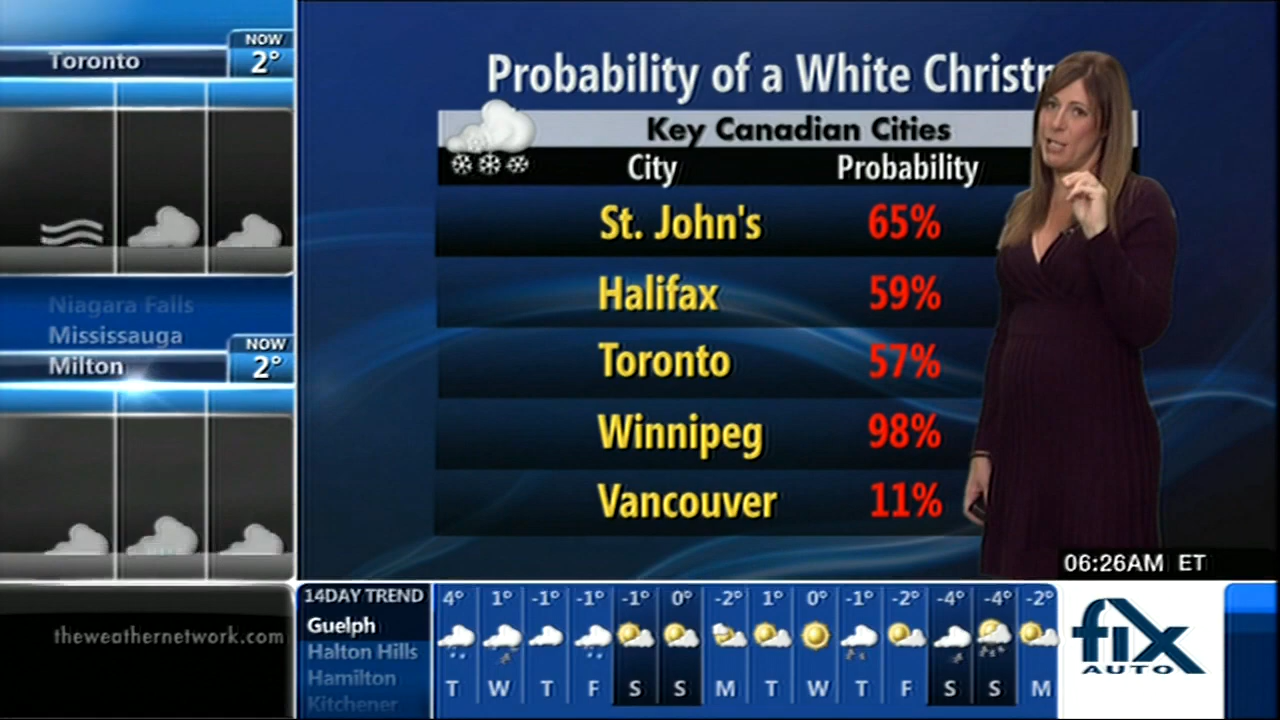 Toronto
NOW
2°
Niagara Falls
Mississauga
Milton
NOW
2°
theweathernetwork.com
Probability of a White Christ
Key Canadian Cities
City Probability
St. John's 65%
Halifax 59%
Toronto 57%
Winnipeg 98%
Vancouver 11%
06:26AM ET
14DAY TREND
Guelph
Halton Hills
Hamilton
Kitchener
4° 1° -1° -1° -1° 0° -2° 1° 0° -1° -2° -4° -4° -2°
T W T F S S M T W T F S S M
fix
AUTO